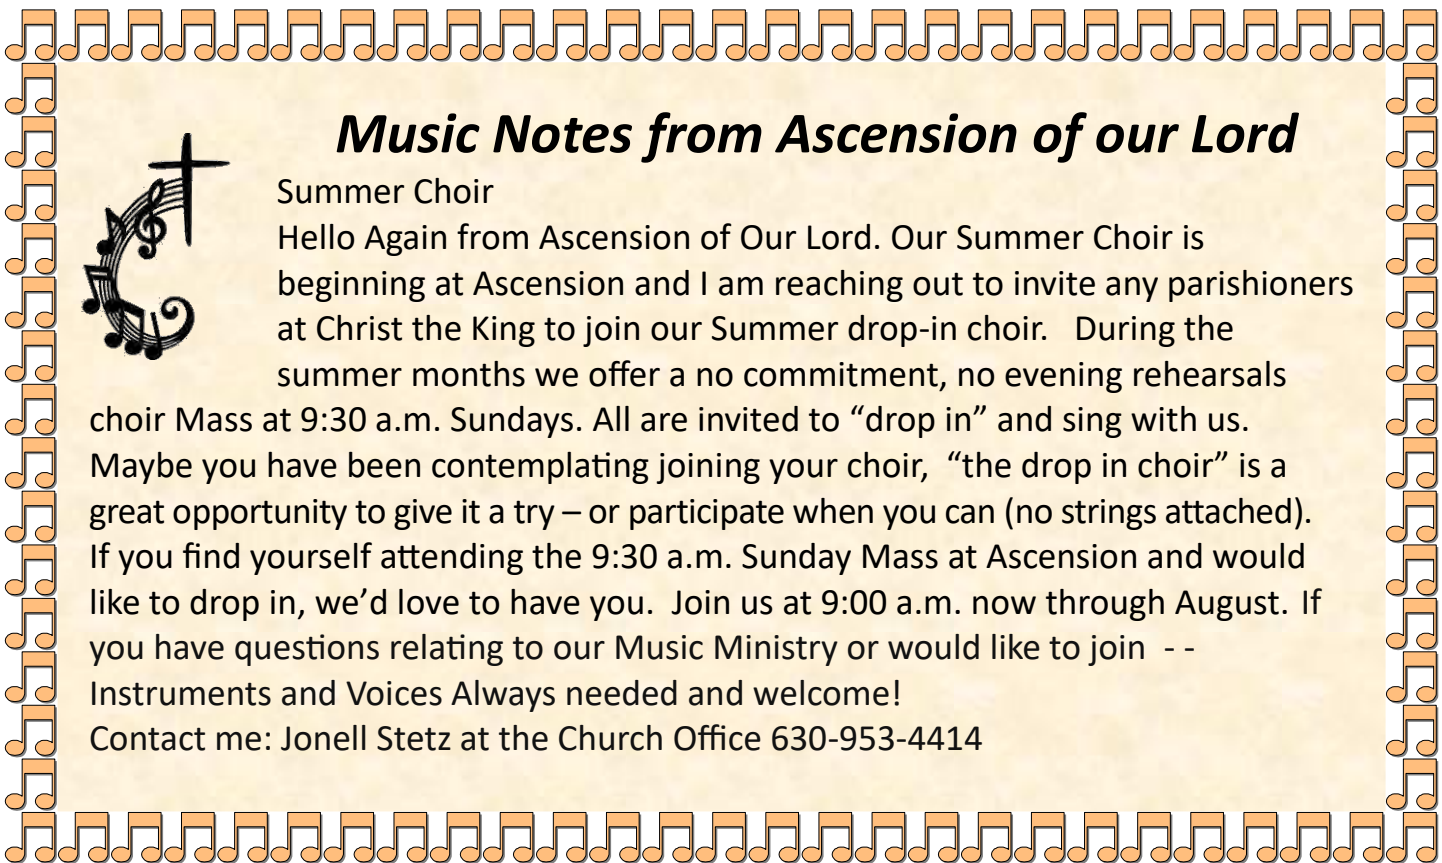 Music Notes from Ascension of our Lord
Summer Choir
Hello Again from Ascension of Our Lord. Our Summer Choir is
beginning at Ascension and I am reaching out to invite any parishioners
at Christ the King to join our Summer drop-in choir.   During the
summer months we offer a no commitment, no evening rehearsals
choir Mass at 9:30 a.m. Sundays. All are invited to “drop in” and sing with us.
Maybe you have been contemplating joining your choir,  “the drop in choir” is a
great opportunity to give it a try – or participate when you can (no strings attached).
If you find yourself attending the 9:30 a.m. Sunday Mass at Ascension and would
like to drop in, we’d love to have you.  Join us at 9:00 a.m. now through August. If
you have questions relating to our Music Ministry or would like to join  - -
Instruments and Voices Always needed and welcome!
Contact me: Jonell Stetz at the Church Office 630-953-4414